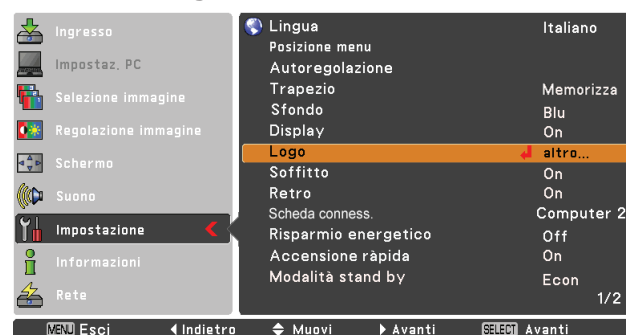 Ingresso
Impostaz. PC
Selezione immagine
Regolazione immagine
Schermo
Suono
Impostazione
Informazioni
Rete
Lingua Italiano
Posizione menu
Autoregolazione
Trapezio Memorizza
Sfondo Blu
Display On
Logo altro...
Soffitto On
Retro On
Scheda conness. Computer 2
Risparmio energetico Off
Accensione ràpida On
Modalità stand by Econ
1/2
MENU Esci Indietro Muovi Avanti SELECT Avanti